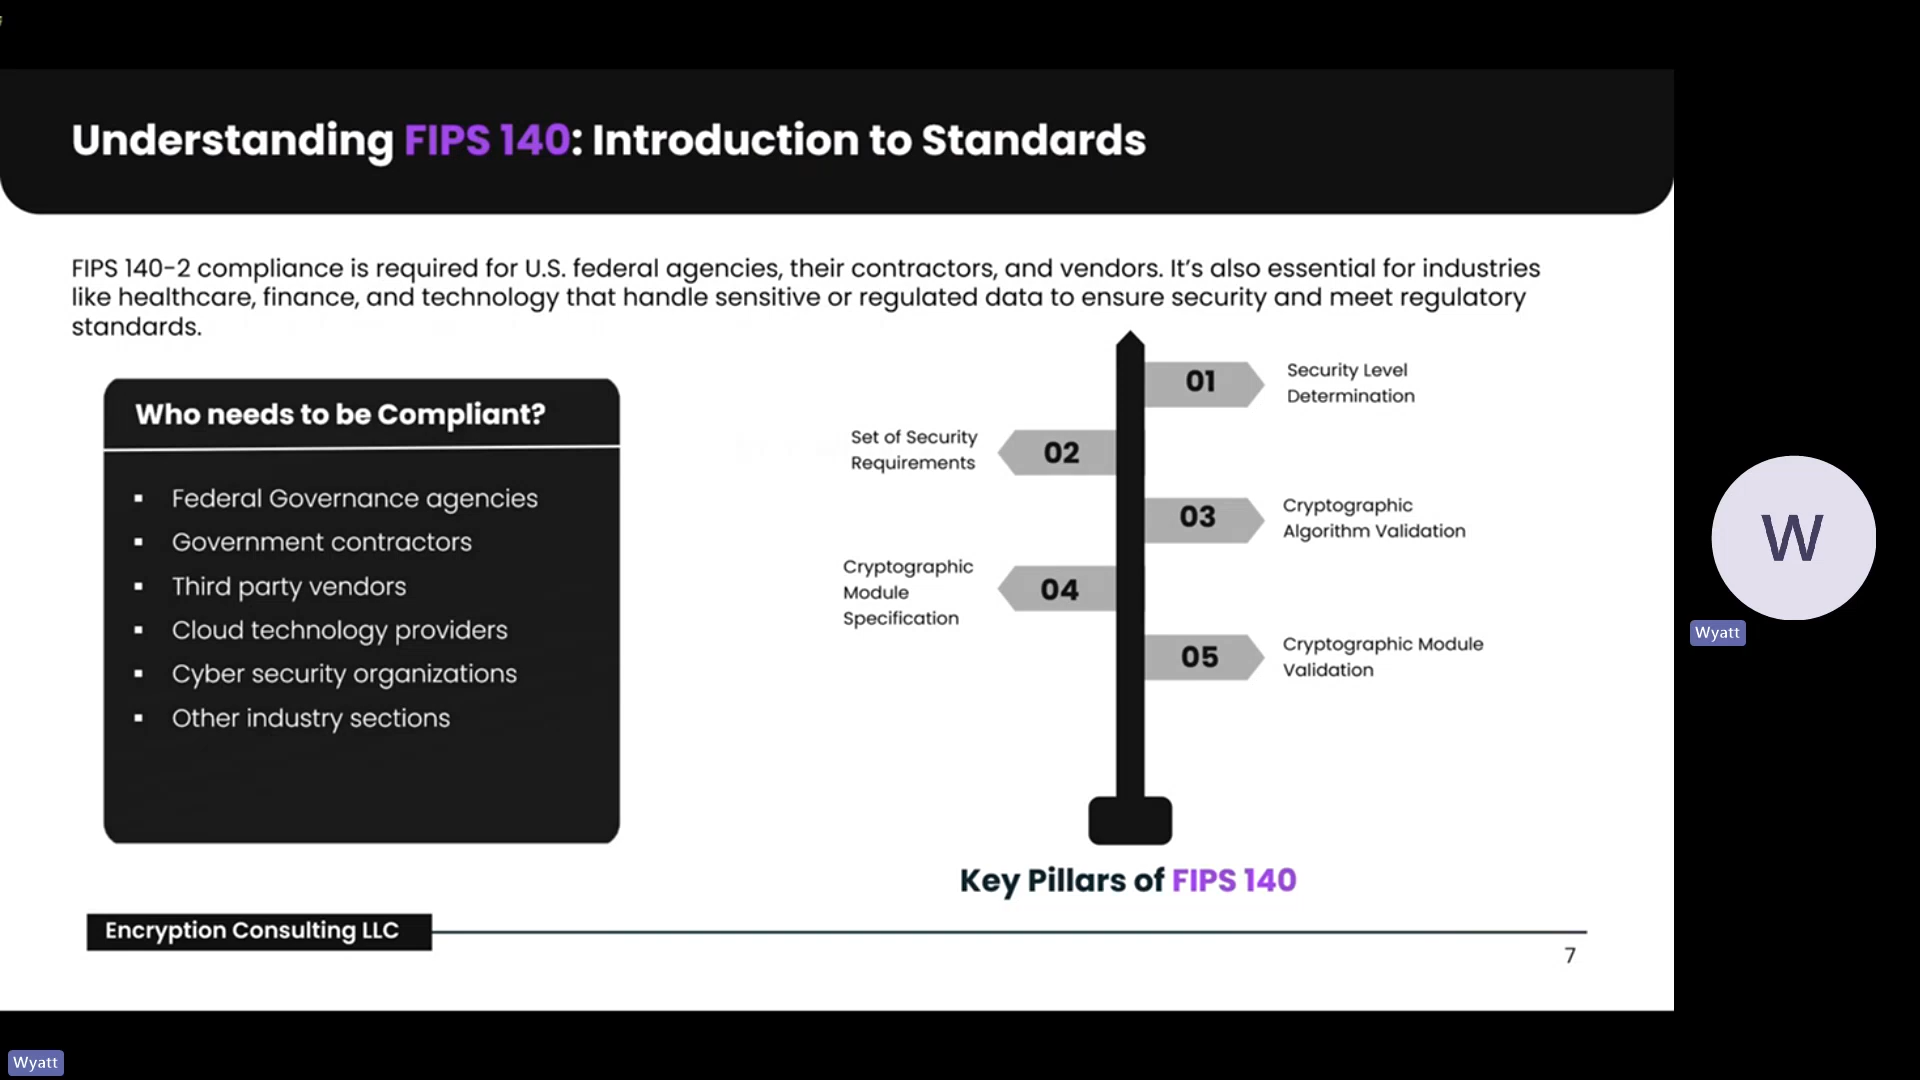 Understanding FIPS 140: Introduction to Standards
FIPS 140-2 compliance is required for U.S. federal agencies, their contractors, and vendors. It's also essential for industries
like healthcare, finance, and technology that handle sensitive or regulated data to ensure security and meet regulatory
standards.
Who needs to be Compliant?
▪ Federal Governance agencies
▪ Government contractors
▪ Third party vendors
▪ Cloud technology providers
▪ Cyber security organizations
▪ Other industry sections
01
Security Level
Determination
Set of Security
Requirements
02
03
Cryptographic
Algorithm Validation
Cryptographic
Module
Specification
04
05
Cryptographic Module
Validation
Key Pillars of FIPS 140
Encryption Consulting LLC
7
W
Wyatt
Wyatt